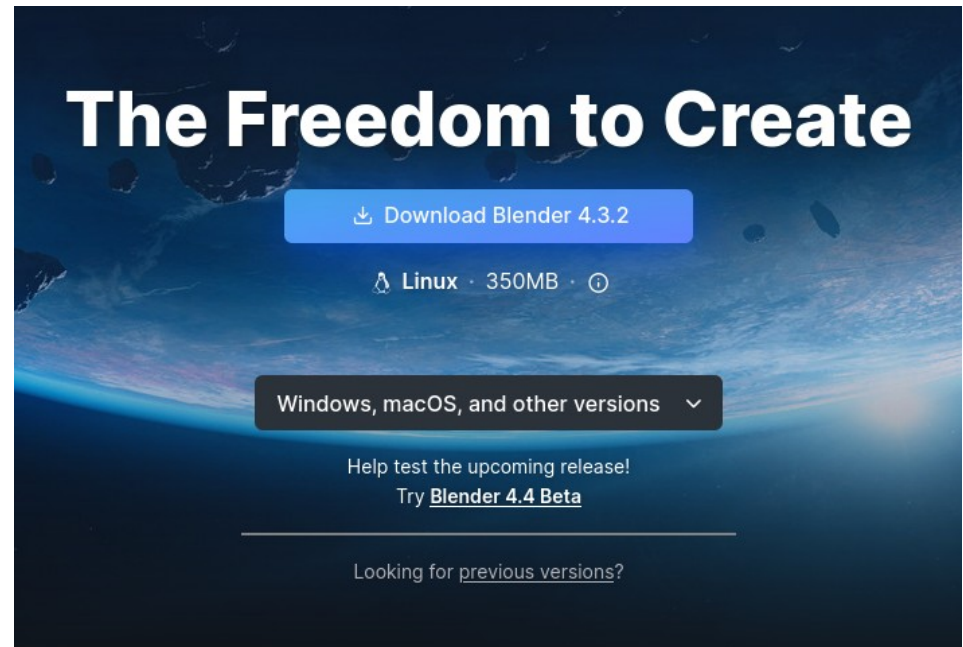 The Freedom to Create
Download Blender 4.3.2
Linux · 350MB ·
Windows, macOS, and other versions
Help test the upcoming release!
Try Blender 4.4 Beta
Looking for previous versions?